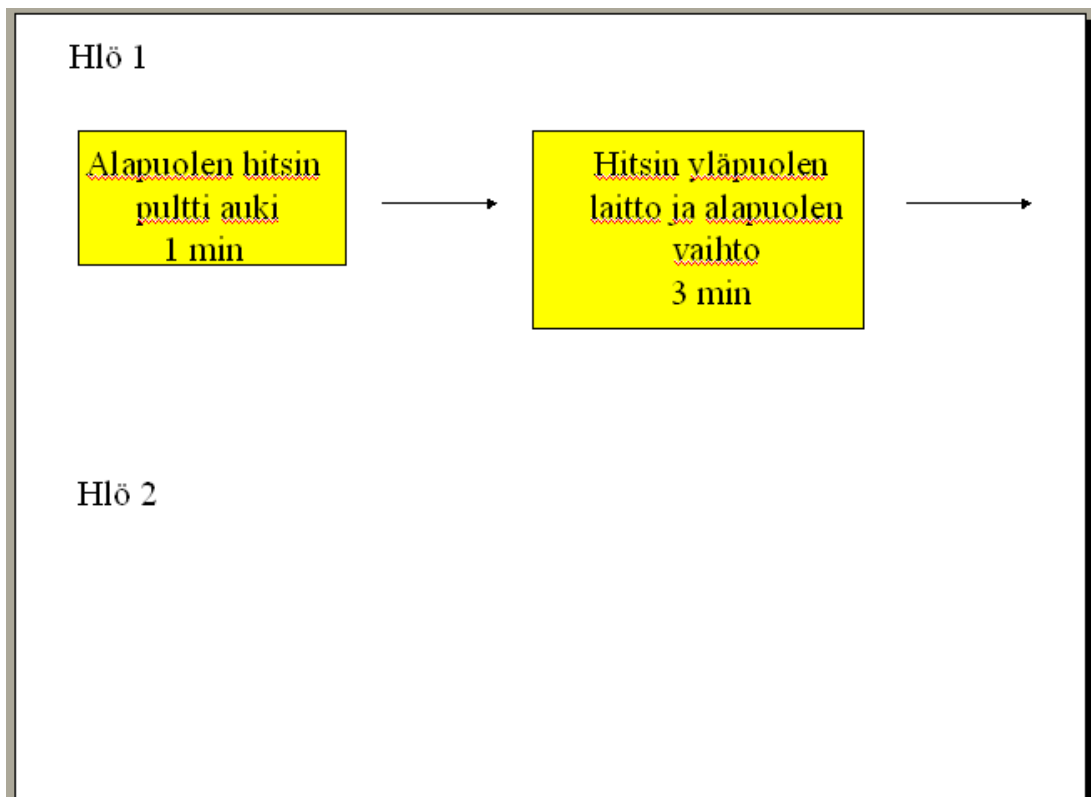 Hlö 1
Alapuolen hitsin
pultti auki
1 min
Hitsin yläpuolen
laitto ja alapuolen
vaihto
3 min
Hlö 2